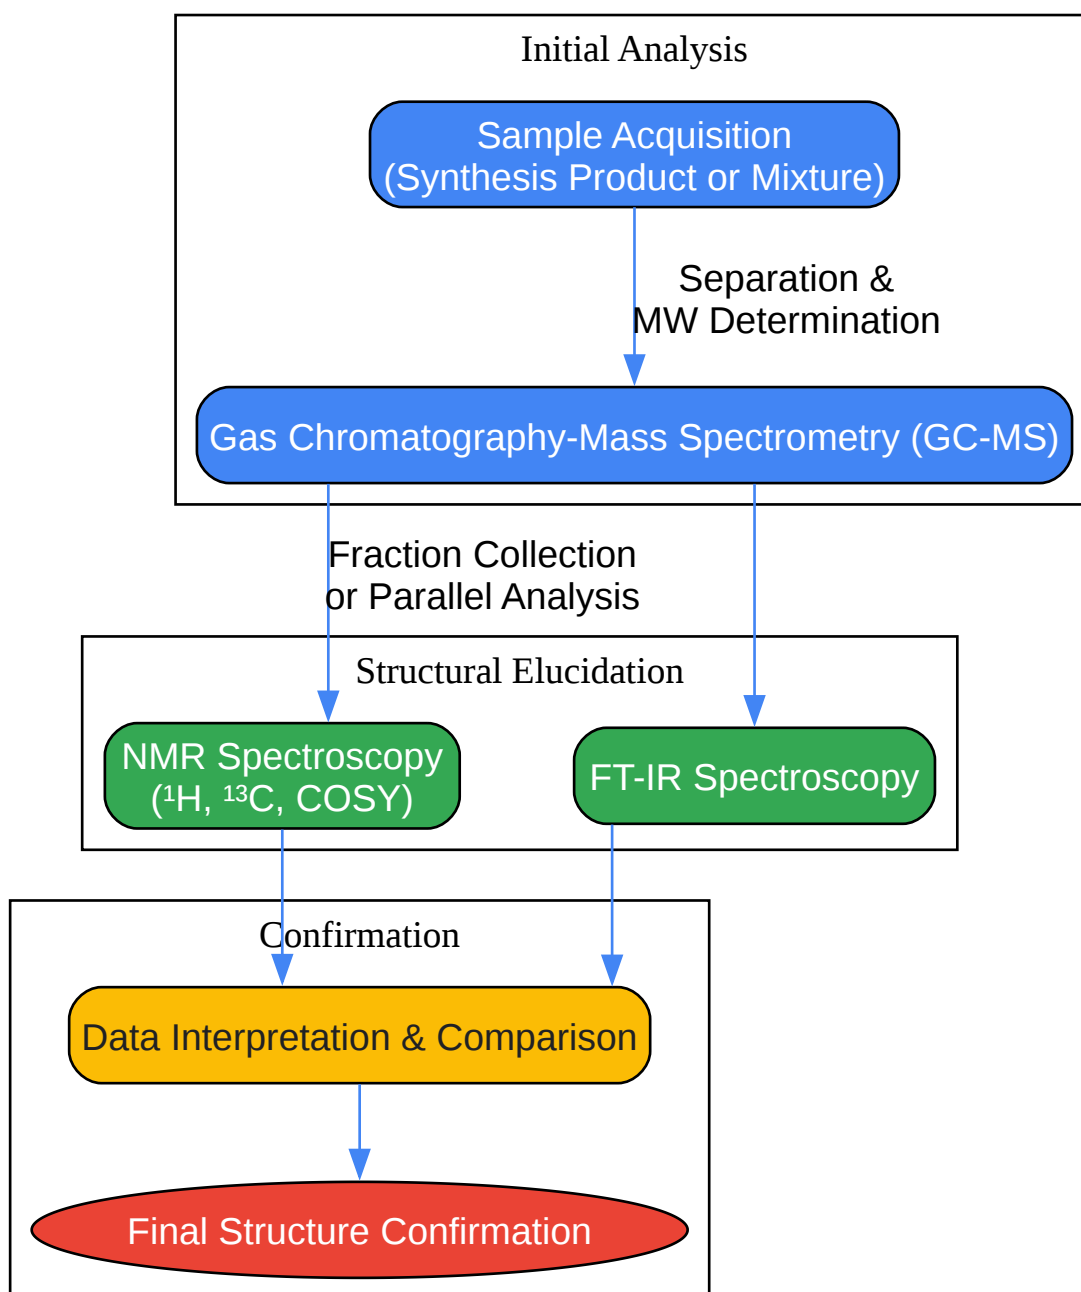 Initial Analysis
Sample Acquisition
(Synthesis Product or Mixture)
Separation &
MW Determination
Gas Chromatography-Mass Spectrometry (GC-MS)
Fraction Collection
or Parallel Analysis
Structural Elucidation
NMR Spectroscopy
(¹H, ¹³C, COSY)
FT-IR Spectroscopy
Confirmation
Data Interpretation & Comparison
Final Structure Confirmation